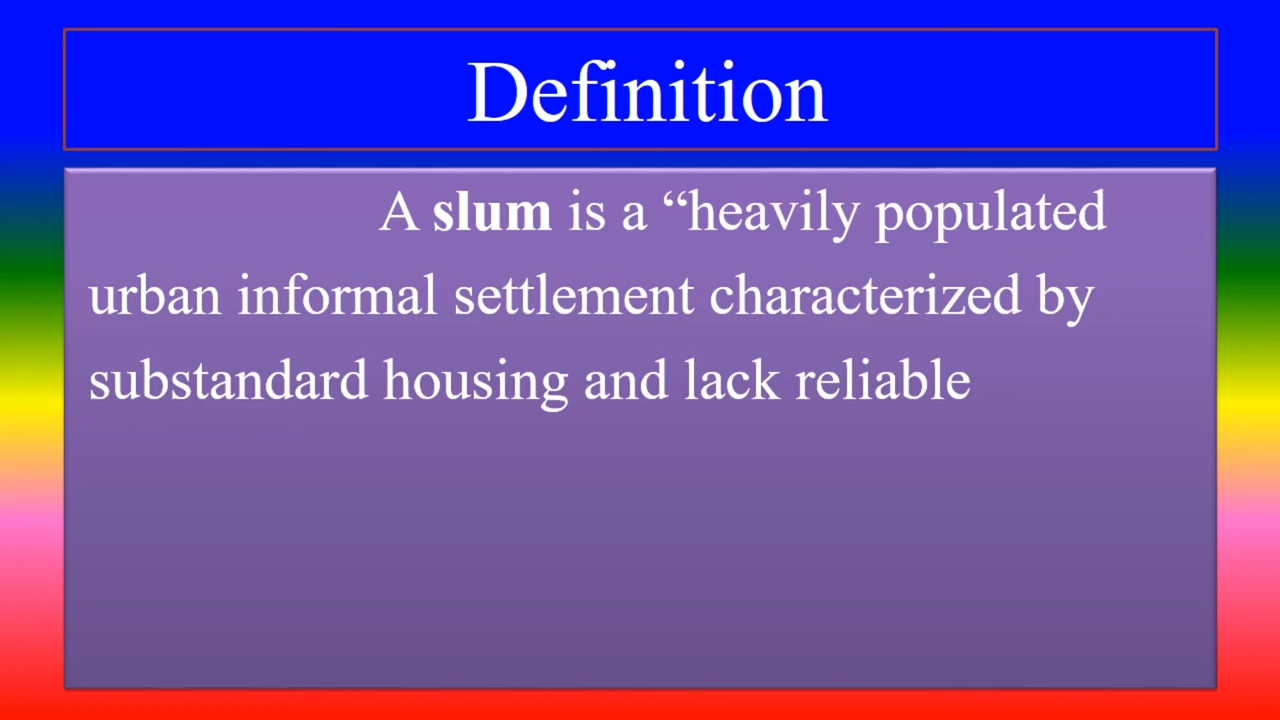 Definition
A slum is a “heavily populated
urban informal settlement characterized by
substandard housing and lack reliable